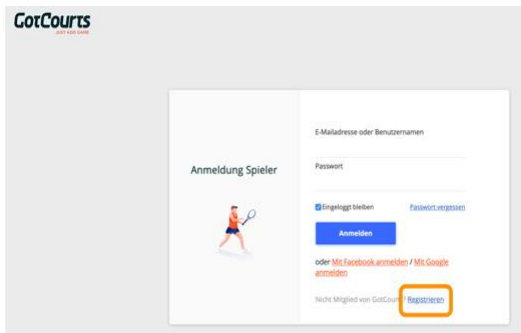 GotCourts
JUST ADD GAME
E-Mailadresse oder Benutzernamen
Anmeldung Spieler
Passwort
Eingeloggt bleiben Passwort vergessen
Anmelden
oder Mit Facebook anmelden / Mit Google
anmelden
Nicht Mitglied von GotCourts? Registrieren